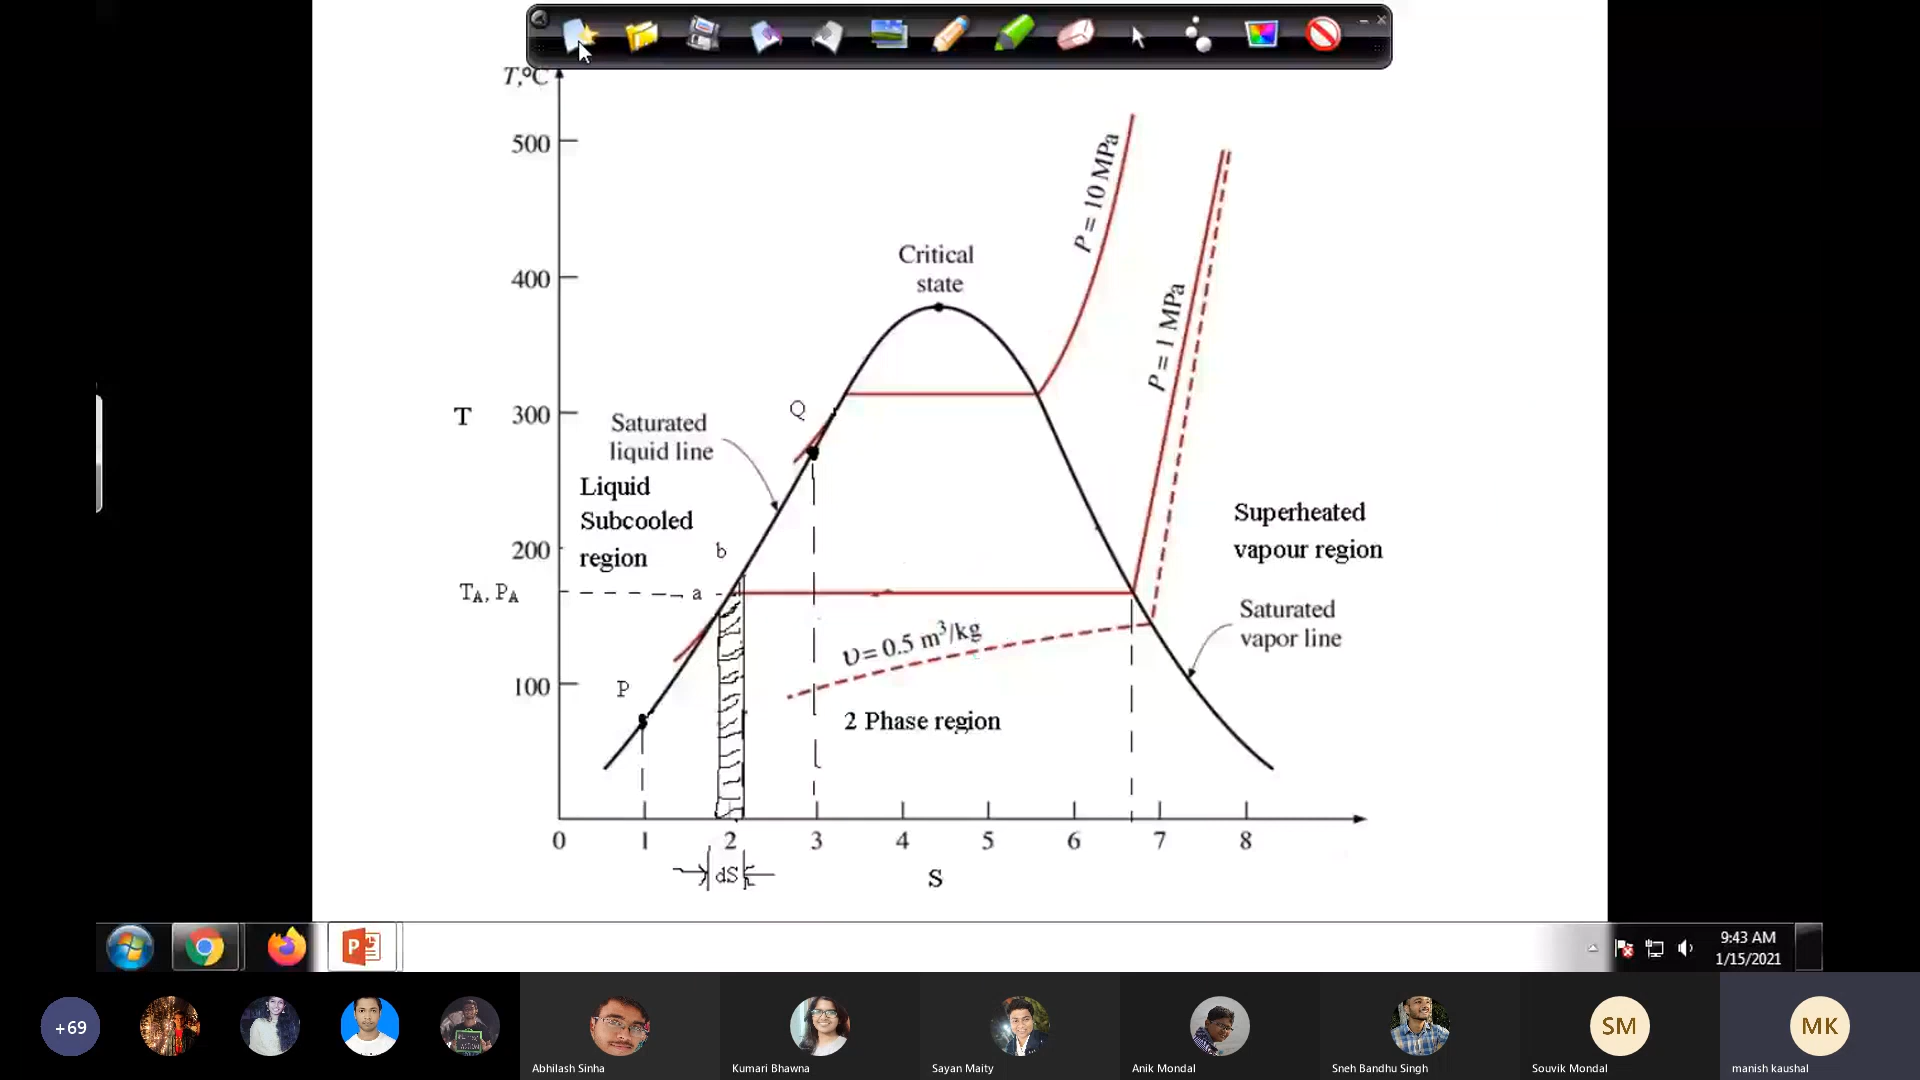 T,°C
500
P = 10 MPa
Critical
state
400
P = 1 MPa
T
300
Q
Saturated
liquid line
Liquid
Subcooled
region
Superheated
vapour region
200
b
TA, PA
a
υ = 0.5 m³/kg
Saturated
vapor line
100
P
2 Phase region
0 1 2 3 4 5 6 7 8
dS
S
9:43 AM
1/15/2021
+69
SM
MK
Abhilash Sinha
Kumari Bhawna
Sayan Maity
Anik Mondal
Sneh Bandhu Singh
Souvik Mondal
manish kaushal